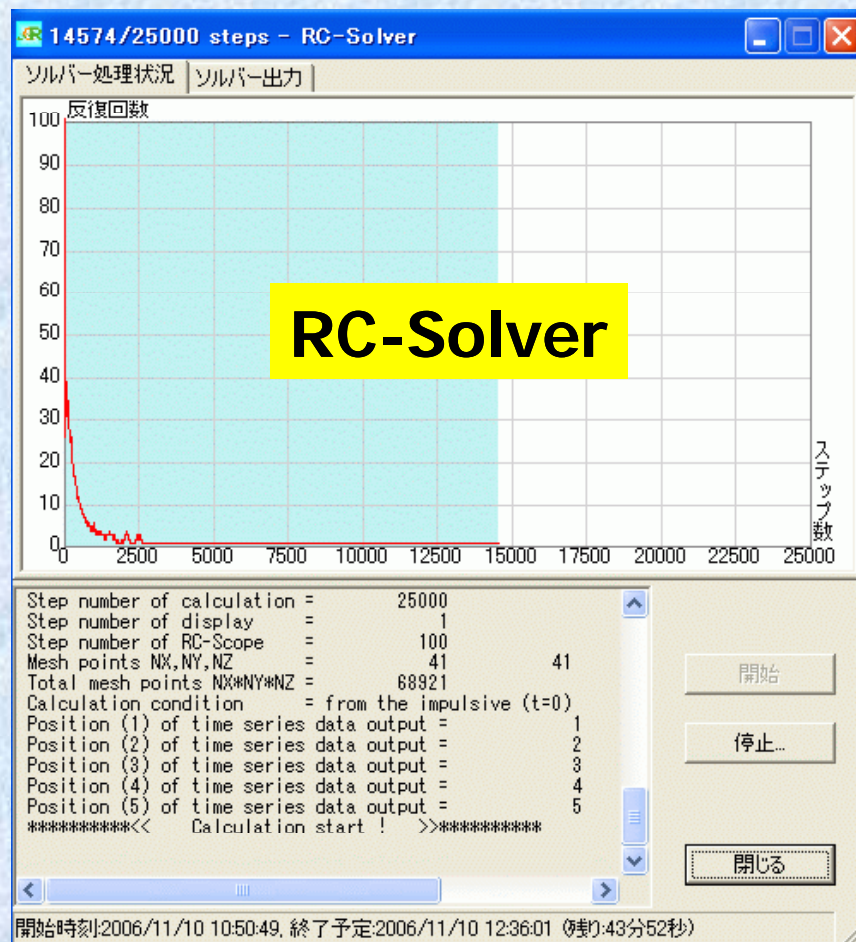 14574/25000 steps - RC-Solver
ソルバー処理状況 ソルバー出力
反復回数
100
90
80
70
60
50
40
30
20
10
0
RC-Solver
ステップ数
0 2500 5000 7500 10000 12500 15000 17500 20000 22500 25000
Step number of calculation = 25000
Step number of display = 1
Step number of RC-Scope = 100
Mesh points NX,NY,NZ = 41 41
Total mesh points NX*NY*NZ = 68921
Calculation condition = from the impulsive (t=0)
Position (1) of time series data output = 1
Position (2) of time series data output = 2
Position (3) of time series data output = 3
Position (4) of time series data output = 4
Position (5) of time series data output = 5
**********<< Calculation start ! >>**********
開始
停止...
閉じる
開始時刻:2006/11/10 10:50:49, 終了予定:2006/11/10 12:36:01 (残り:43分52秒)